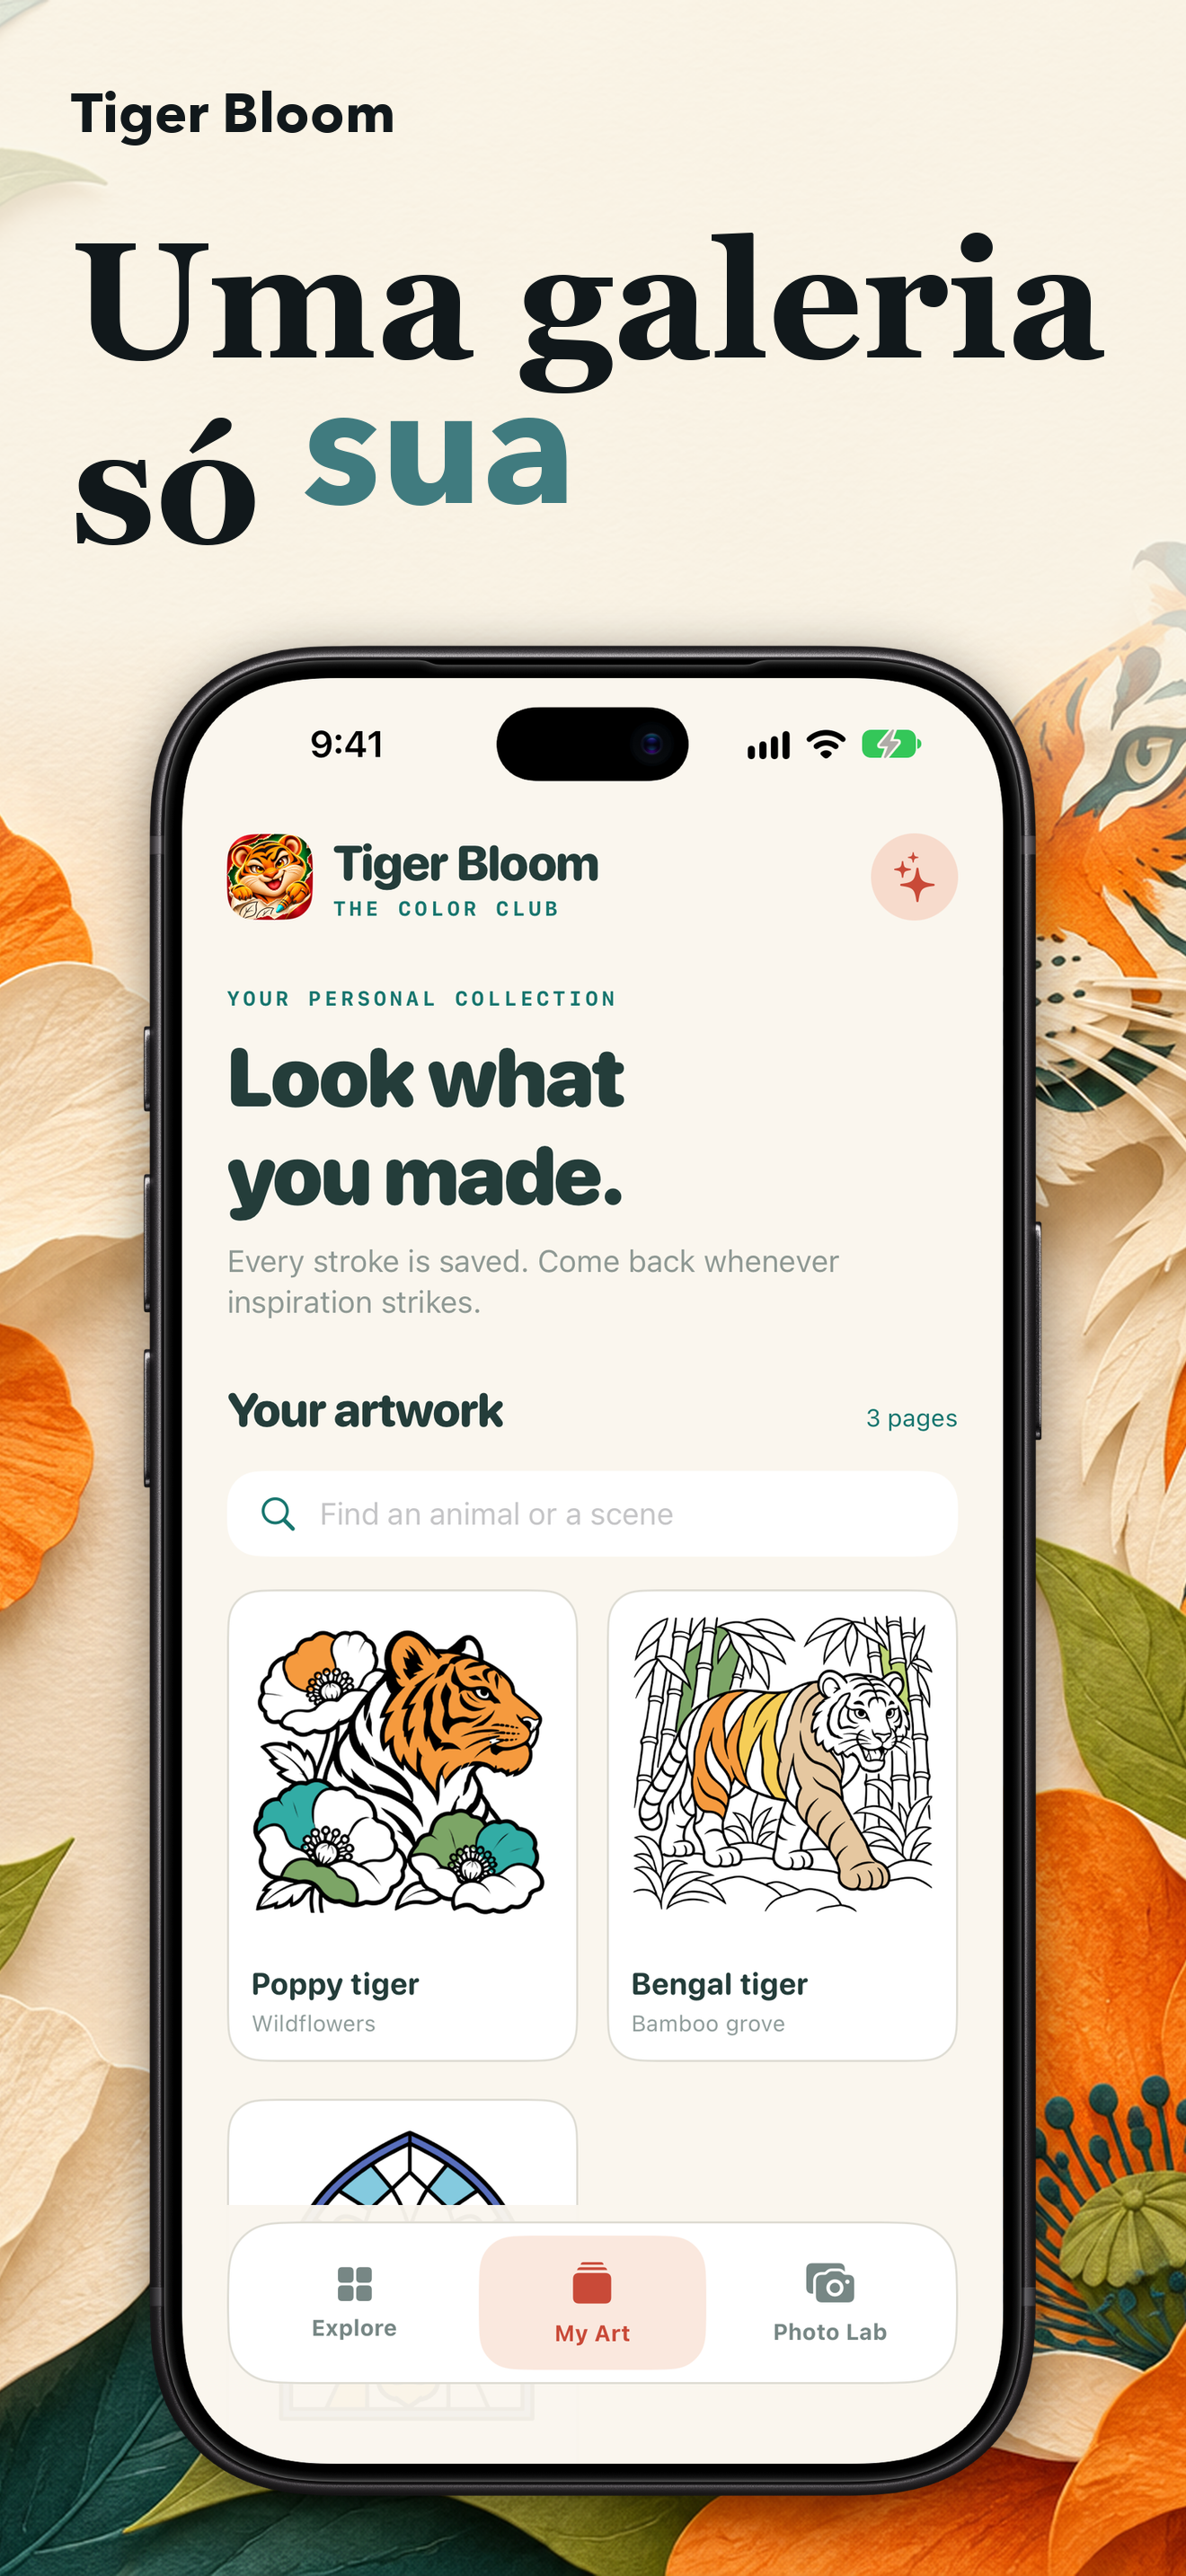 Tiger Bloom
Uma galeria
só sua
9:41
Tiger Bloom
THE COLOR CLUB
YOUR PERSONAL COLLECTION
Look what
you made.
Every stroke is saved. Come back whenever
inspiration strikes.
Your artwork
3 pages
Find an animal or a scene
Poppy tiger
Wildflowers
Bengal tiger
Bamboo grove
Explore
My Art
Photo Lab